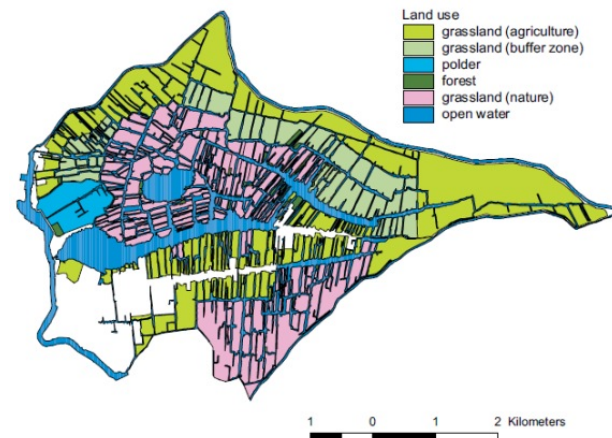 Land use
grassland (agriculture)
grassland (buffer zone)
polder
forest
grassland (nature)
open water
1 0 1 2 Kilometers